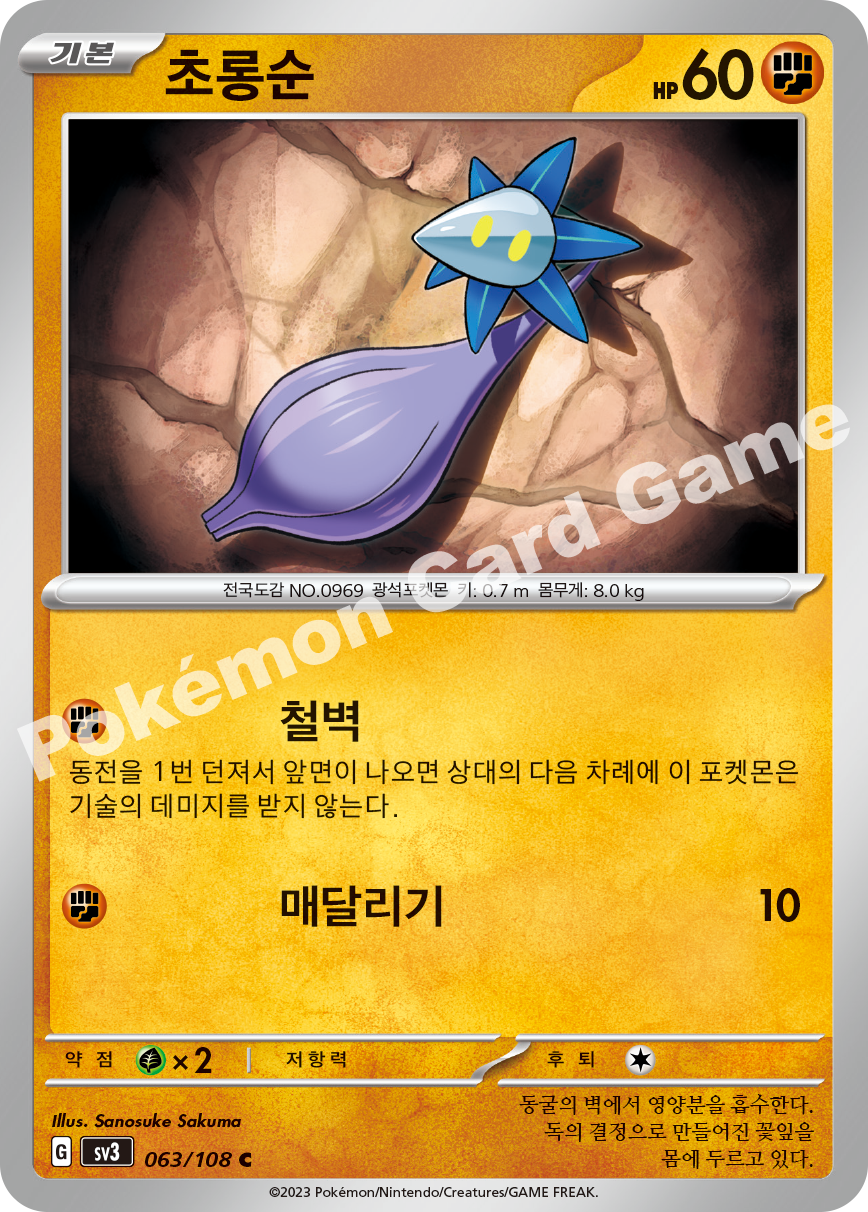 기본
초롱순
HP 60
전국도감 NO.0969 광석포켓몬 키: 0.7 m 몸무게: 8.0 kg
Pokémon Card Game
철벽
동전을 1번 던져서 앞면이 나오면 상대의 다음 차례에 이 포켓몬은
기술의 데미지를 받지 않는다.
매달리기 10
약점 ×2 저항력 후퇴
Illus. Sanosuke Sakuma
G sv3 063/108 C
동굴의 벽에서 영양분을 흡수한다.
독의 결정으로 만들어진 꽃잎을
몸에 두르고 있다.
©2023 Pokémon/Nintendo/Creatures/GAME FREAK.